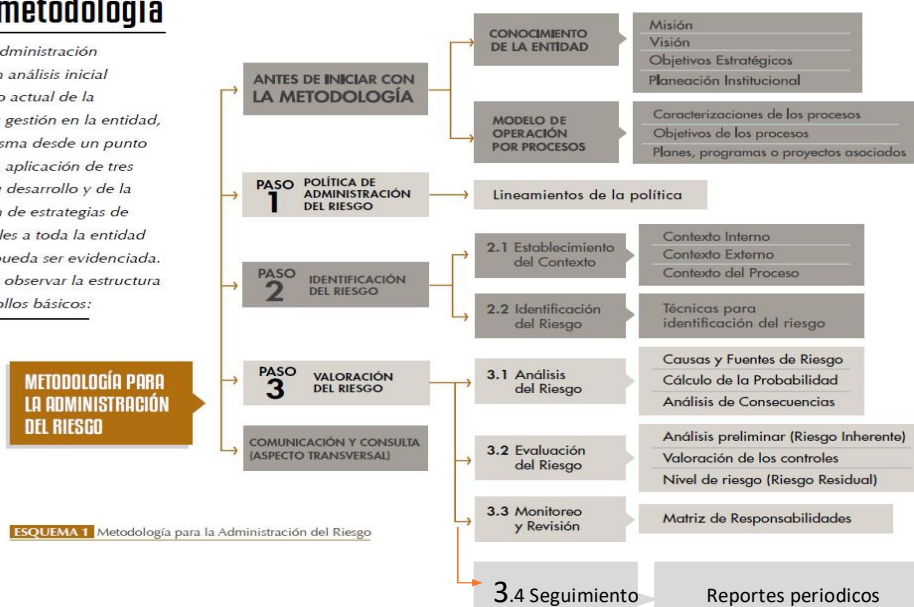 metodología
administración
análisis inicial
actual de la
gestión en la entidad,
desde un punto
aplicación de tres
desarrollo y de la
de estrategias de
a toda la entidad
pueda ser evidenciada.
observar la estructura
básicos:
METODOLOGÍA PARA
LA ADMINISTRACIÓN
DEL RIESGO
ANTES DE INICIAR CON
LA METODOLOGÍA
CONOCIMIENTO
DE LA ENTIDAD
Misión
Visión
Objetivos Estratégicos
Planeación Institucional
MODELO DE
OPERACIÓN
POR PROCESOS
Caracterizaciones de los procesos
Objetivos de los procesos
Planes, programas o proyectos asociados
PASO
1
POLÍTICA DE
ADMINISTRACIÓN
DEL RIESGO
Lineamientos de la política
PASO
2
IDENTIFICACIÓN
DEL RIESGO
2.1 Establecimiento
del Contexto
Contexto Interno
Contexto Externo
Contexto del Proceso
2.2 Identificación
del Riesgo
Técnicas para
identificación del riesgo
PASO
3
VALORACIÓN
DEL RIESGO
3.1 Análisis
del Riesgo
Causas y Fuentes de Riesgo
Cálculo de la Probabilidad
Análisis de Consecuencias
3.2 Evaluación
del Riesgo
Análisis preliminar (Riesgo Inherente)
Valoración de los controles
Nivel de riesgo (Riesgo Residual)
3.3 Monitoreo
y Revisión
Matriz de Responsabilidades
3.4 Seguimiento
Reportes periodicos
COMUNICACIÓN Y CONSULTA
(ASPECTO TRANSVERSAL)
ESQUEMA 1 Metodología para la Administración del Riesgo